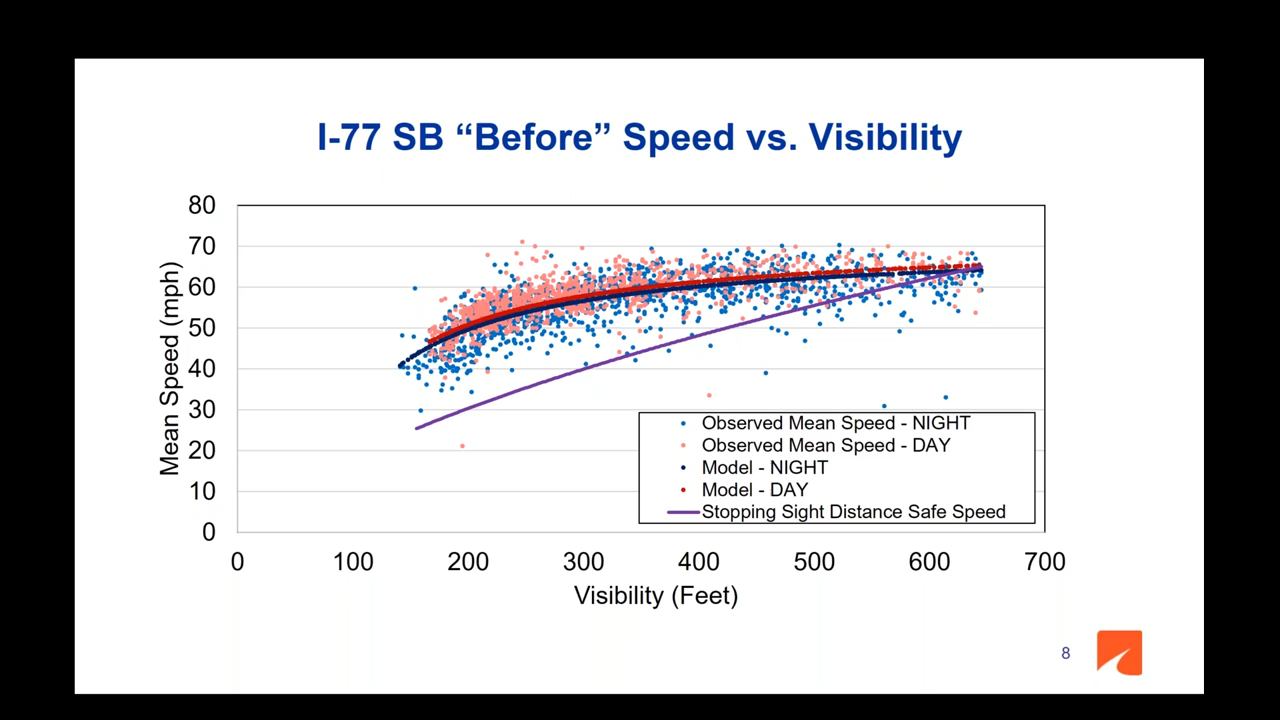 I-77 SB “Before” Speed vs. Visibility
80
70
60
50
40
30
20
10
0
Mean Speed (mph)
Observed Mean Speed - NIGHT
Observed Mean Speed - DAY
Model - NIGHT
Model - DAY
Stopping Sight Distance Safe Speed
0 100 200 300 400 500 600 700
Visibility (Feet)
8